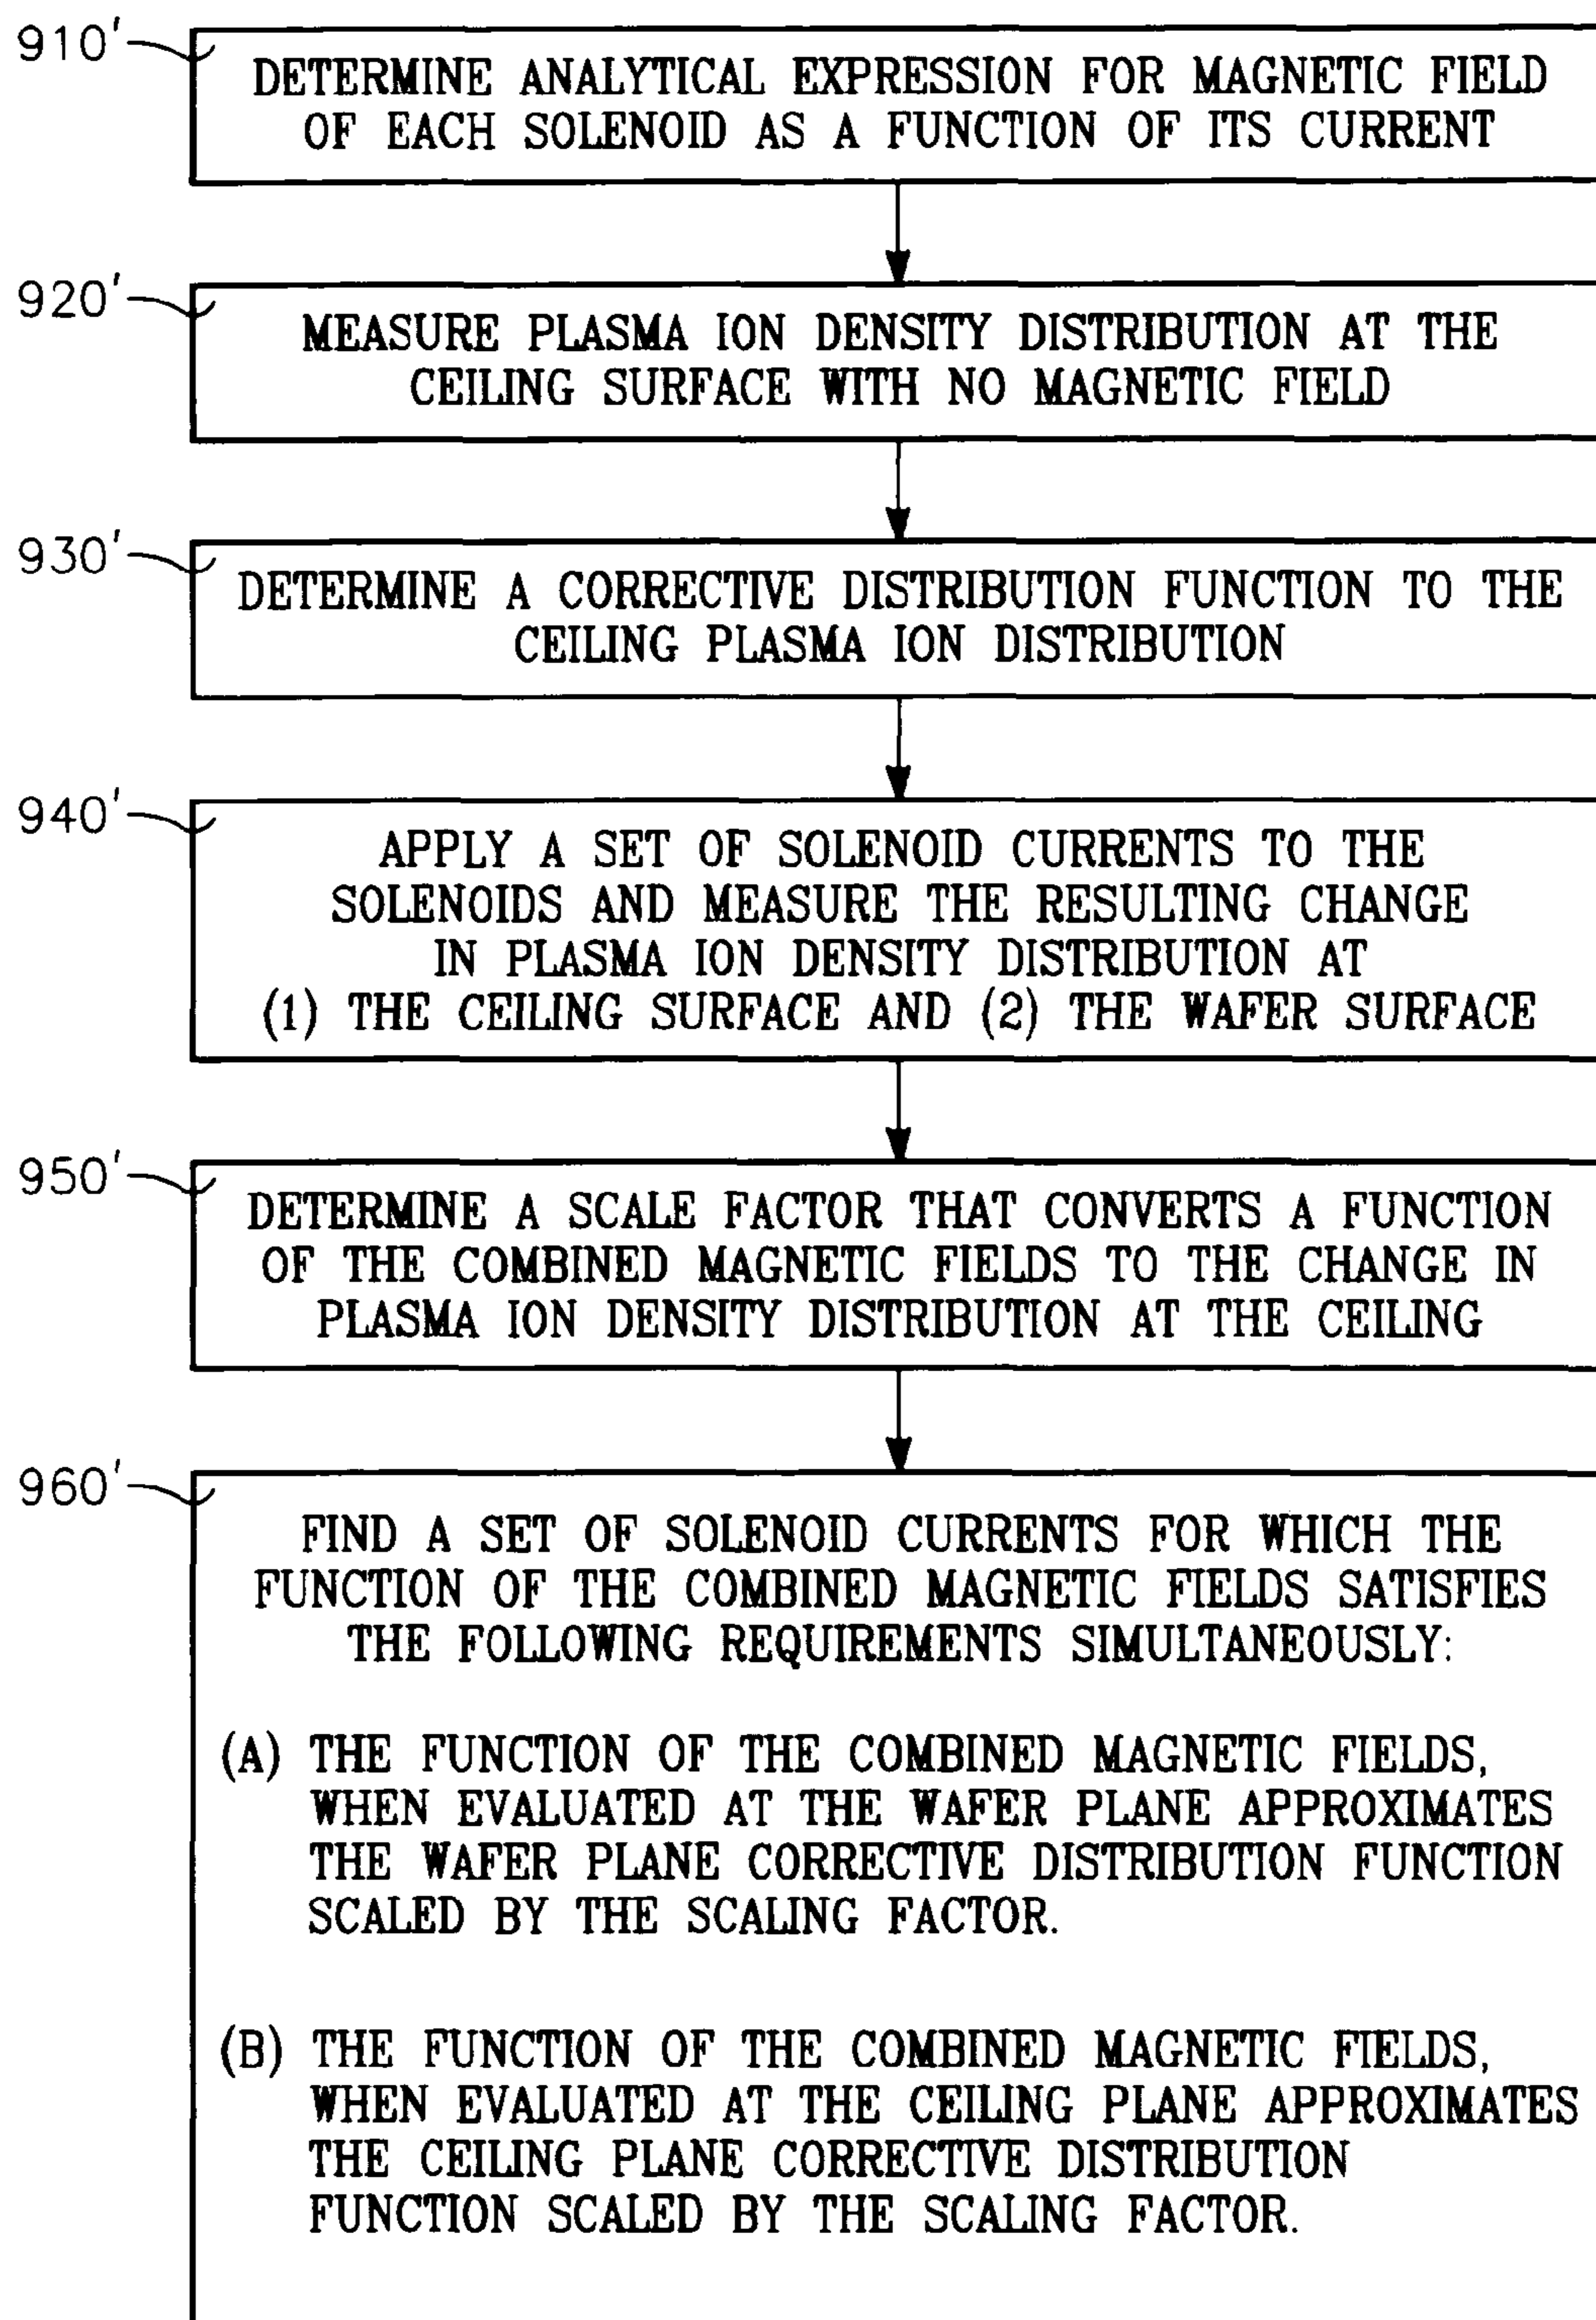 910'
DETERMINE ANALYTICAL EXPRESSION FOR MAGNETIC FIELD
OF EACH SOLENOID AS A FUNCTION OF ITS CURRENT
920'
MEASURE PLASMA ION DENSITY DISTRIBUTION AT THE
CEILING SURFACE WITH NO MAGNETIC FIELD
930'
DETERMINE A CORRECTIVE DISTRIBUTION FUNCTION TO THE
CEILING PLASMA ION DISTRIBUTION
940'
APPLY A SET OF SOLENOID CURRENTS TO THE
SOLENOIDS AND MEASURE THE RESULTING CHANGE
IN PLASMA ION DENSITY DISTRIBUTION AT
(1) THE CEILING SURFACE AND (2) THE WAFER SURFACE
950'
DETERMINE A SCALE FACTOR THAT CONVERTS A FUNCTION
OF THE COMBINED MAGNETIC FIELDS TO THE CHANGE IN
PLASMA ION DENSITY DISTRIBUTION AT THE CEILING
960'
FIND A SET OF SOLENOID CURRENTS FOR WHICH THE
FUNCTION OF THE COMBINED MAGNETIC FIELDS SATISFIES
THE FOLLOWING REQUIREMENTS SIMULTANEOUSLY:
(A) THE FUNCTION OF THE COMBINED MAGNETIC FIELDS,
WHEN EVALUATED AT THE WAFER PLANE APPROXIMATES
THE WAFER PLANE CORRECTIVE DISTRIBUTION FUNCTION
SCALED BY THE SCALING FACTOR.
(B) THE FUNCTION OF THE COMBINED MAGNETIC FIELDS,
WHEN EVALUATED AT THE CEILING PLANE APPROXIMATES
THE CEILING PLANE CORRECTIVE DISTRIBUTION
FUNCTION SCALED BY THE SCALING FACTOR.